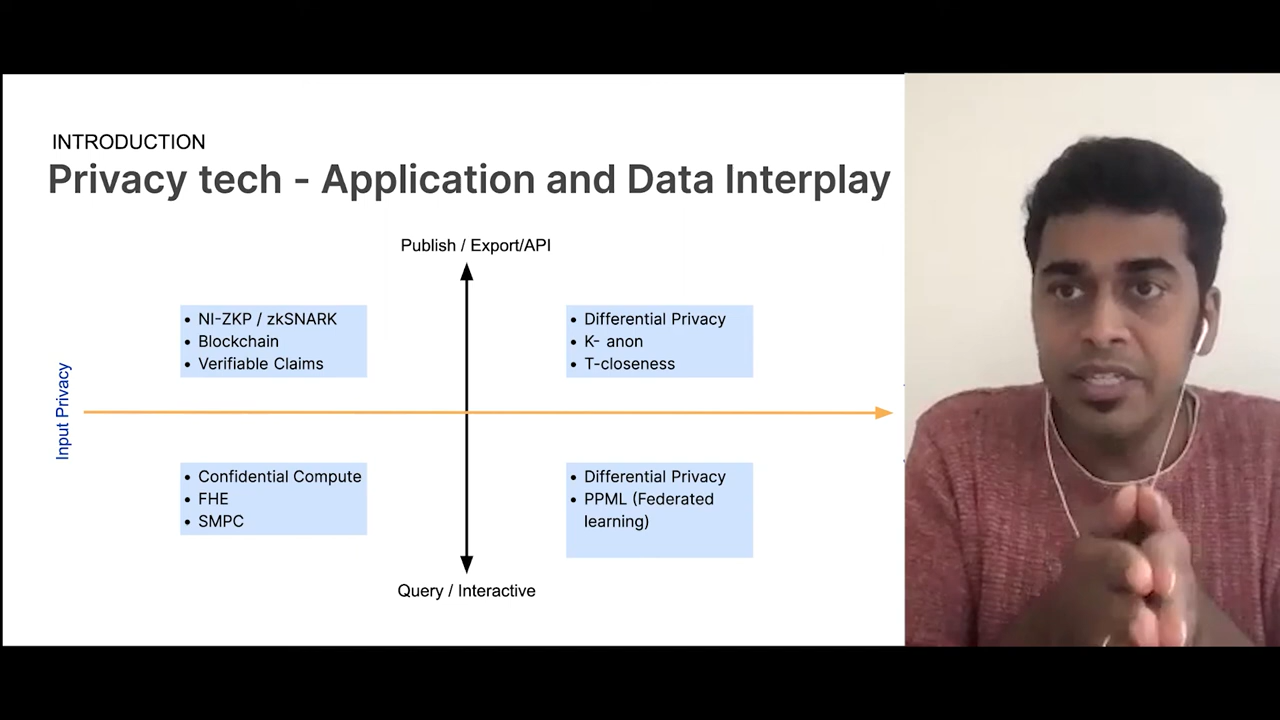 INTRODUCTION
Privacy tech - Application and Data Interplay
Publish / Export/API
NI-ZKP / zkSNARK
Blockchain
Verifiable Claims
Differential Privacy
K- anon
T-closeness
Input Privacy
Confidential Compute
FHE
SMPC
Differential Privacy
PPML (Federated
learning)
Query / Interactive